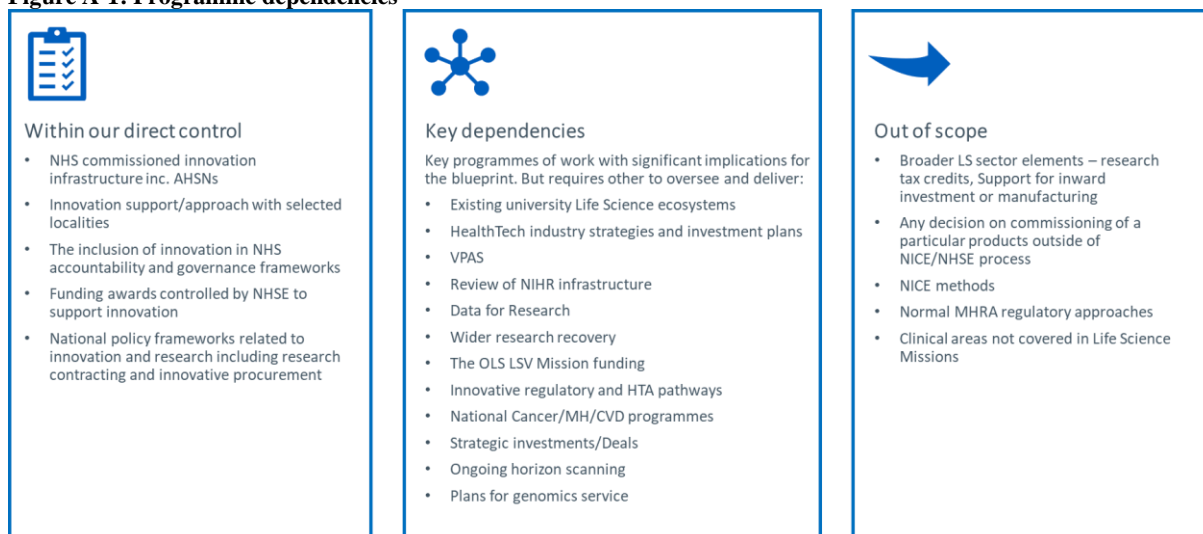 Figure A-1: Programme dependencies
Within our direct control
• NHS commissioned innovation
infrastructure inc. AHSNs
• Innovation support/approach with selected
localities
• The inclusion of innovation in NHS
accountability and governance frameworks
• Funding awards controlled by NHSE to
support innovation
• National policy frameworks related to
innovation and research including research
contracting and innovative procurement
Key dependencies
Key programmes of work with significant implications for
the blueprint. But requires other to oversee and deliver:
• Existing university Life Science ecosystems
• HealthTech industry strategies and investment plans
• VPAS
• Review of NIHR infrastructure
• Data for Research
• Wider research recovery
• The OLS LSV Mission funding
• Innovative regulatory and HTA pathways
• National Cancer/MH/CVD programmes
• Strategic investments/Deals
• Ongoing horizon scanning
• Plans for genomics service
Out of scope
• Broader LS sector elements – research
tax credits, Support for inward
investment or manufacturing
• Any decision on commissioning of a
particular products outside of
NICE/NHSE process
• NICE methods
• Normal MHRA regulatory approaches
• Clinical areas not covered in Life Science
Missions